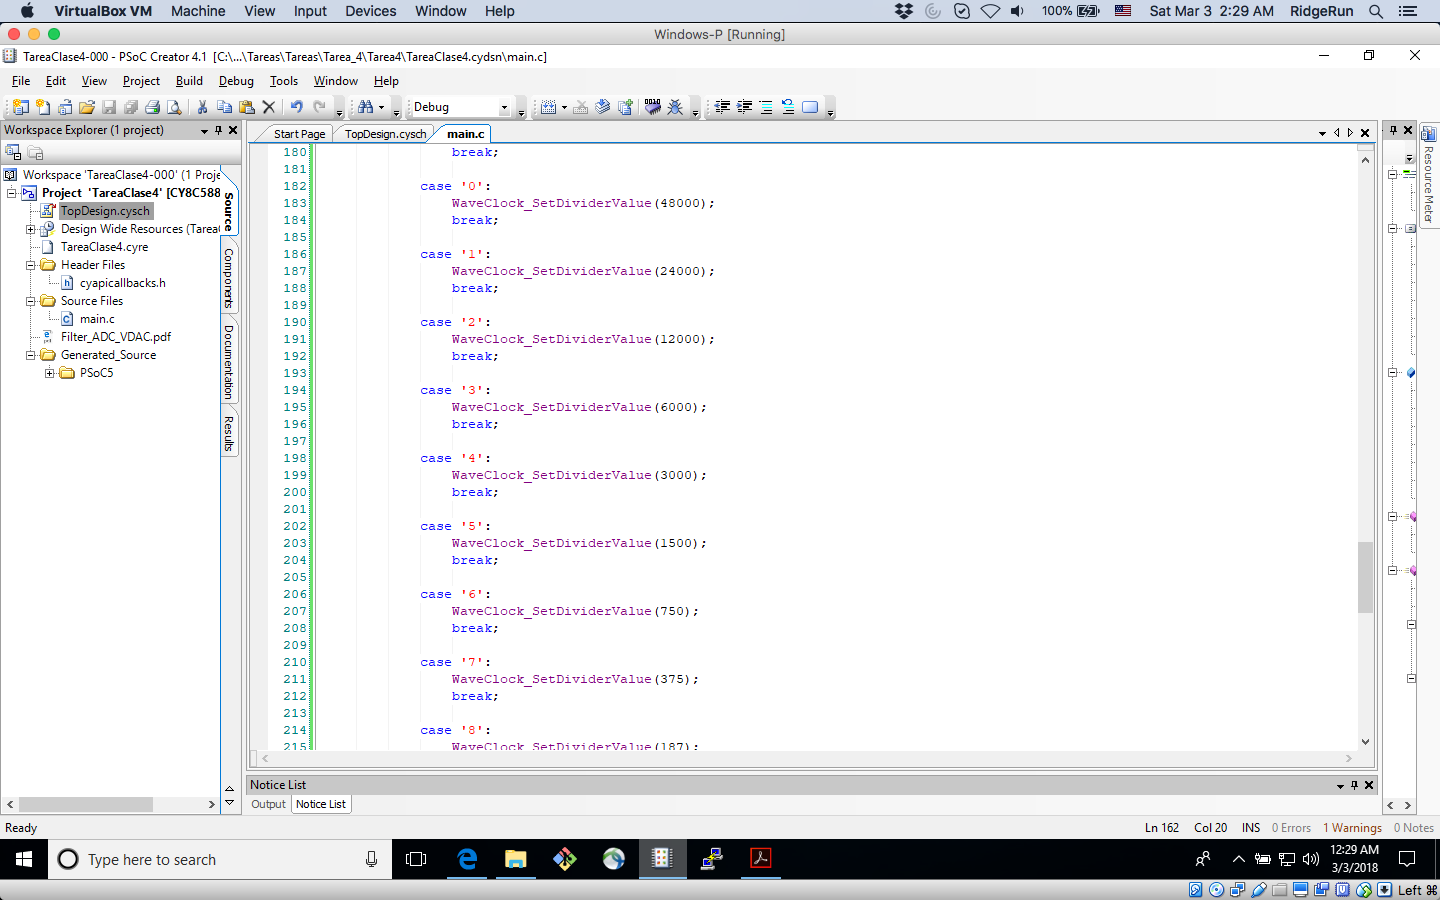 VirtualBox VM Machine View Input Devices Window Help 100% Sat Mar 3 2:29 AM RidgeRun
Windows-P [Running]
TareaClase4-000 - PSoC Creator 4.1 [C:\...\Tareas\Tareas\Tarea_4\Tarea4\TareaClase4.cydsn\main.c]
File Edit View Project Build Debug Tools Window Help
Debug
Workspace Explorer (1 project)
Start Page TopDesign.cysch main.c
Workspace 'TareaClase4-000' (1 Proje
Project 'TareaClase4' [CY8C588
TopDesign.cysch
Design Wide Resources (Tarea
TareaClase4.cyre
Header Files
cyapicallbacks.h
Source Files
main.c
Filter_ADC_VDAC.pdf
Generated_Source
PSoC5
Source
Components
Documentation
Results
180 break;
181
182 case '0':
183 WaveClock_SetDividerValue(48000);
184 break;
185
186 case '1':
187 WaveClock_SetDividerValue(24000);
188 break;
189
190 case '2':
191 WaveClock_SetDividerValue(12000);
192 break;
193
194 case '3':
195 WaveClock_SetDividerValue(6000);
196 break;
197
198 case '4':
199 WaveClock_SetDividerValue(3000);
200 break;
201
202 case '5':
203 WaveClock_SetDividerValue(1500);
204 break;
205
206 case '6':
207 WaveClock_SetDividerValue(750);
208 break;
209
210 case '7':
211 WaveClock_SetDividerValue(375);
212 break;
213
214 case '8':
215 WaveClock_SetDividerValue(187);
Resource Meter
Notice List
Output Notice List
Ready Ln 162 Col 20 INS 0 Errors 1 Warnings 0 Notes
Type here to search
12:29 AM
3/3/2018
Left ⌘